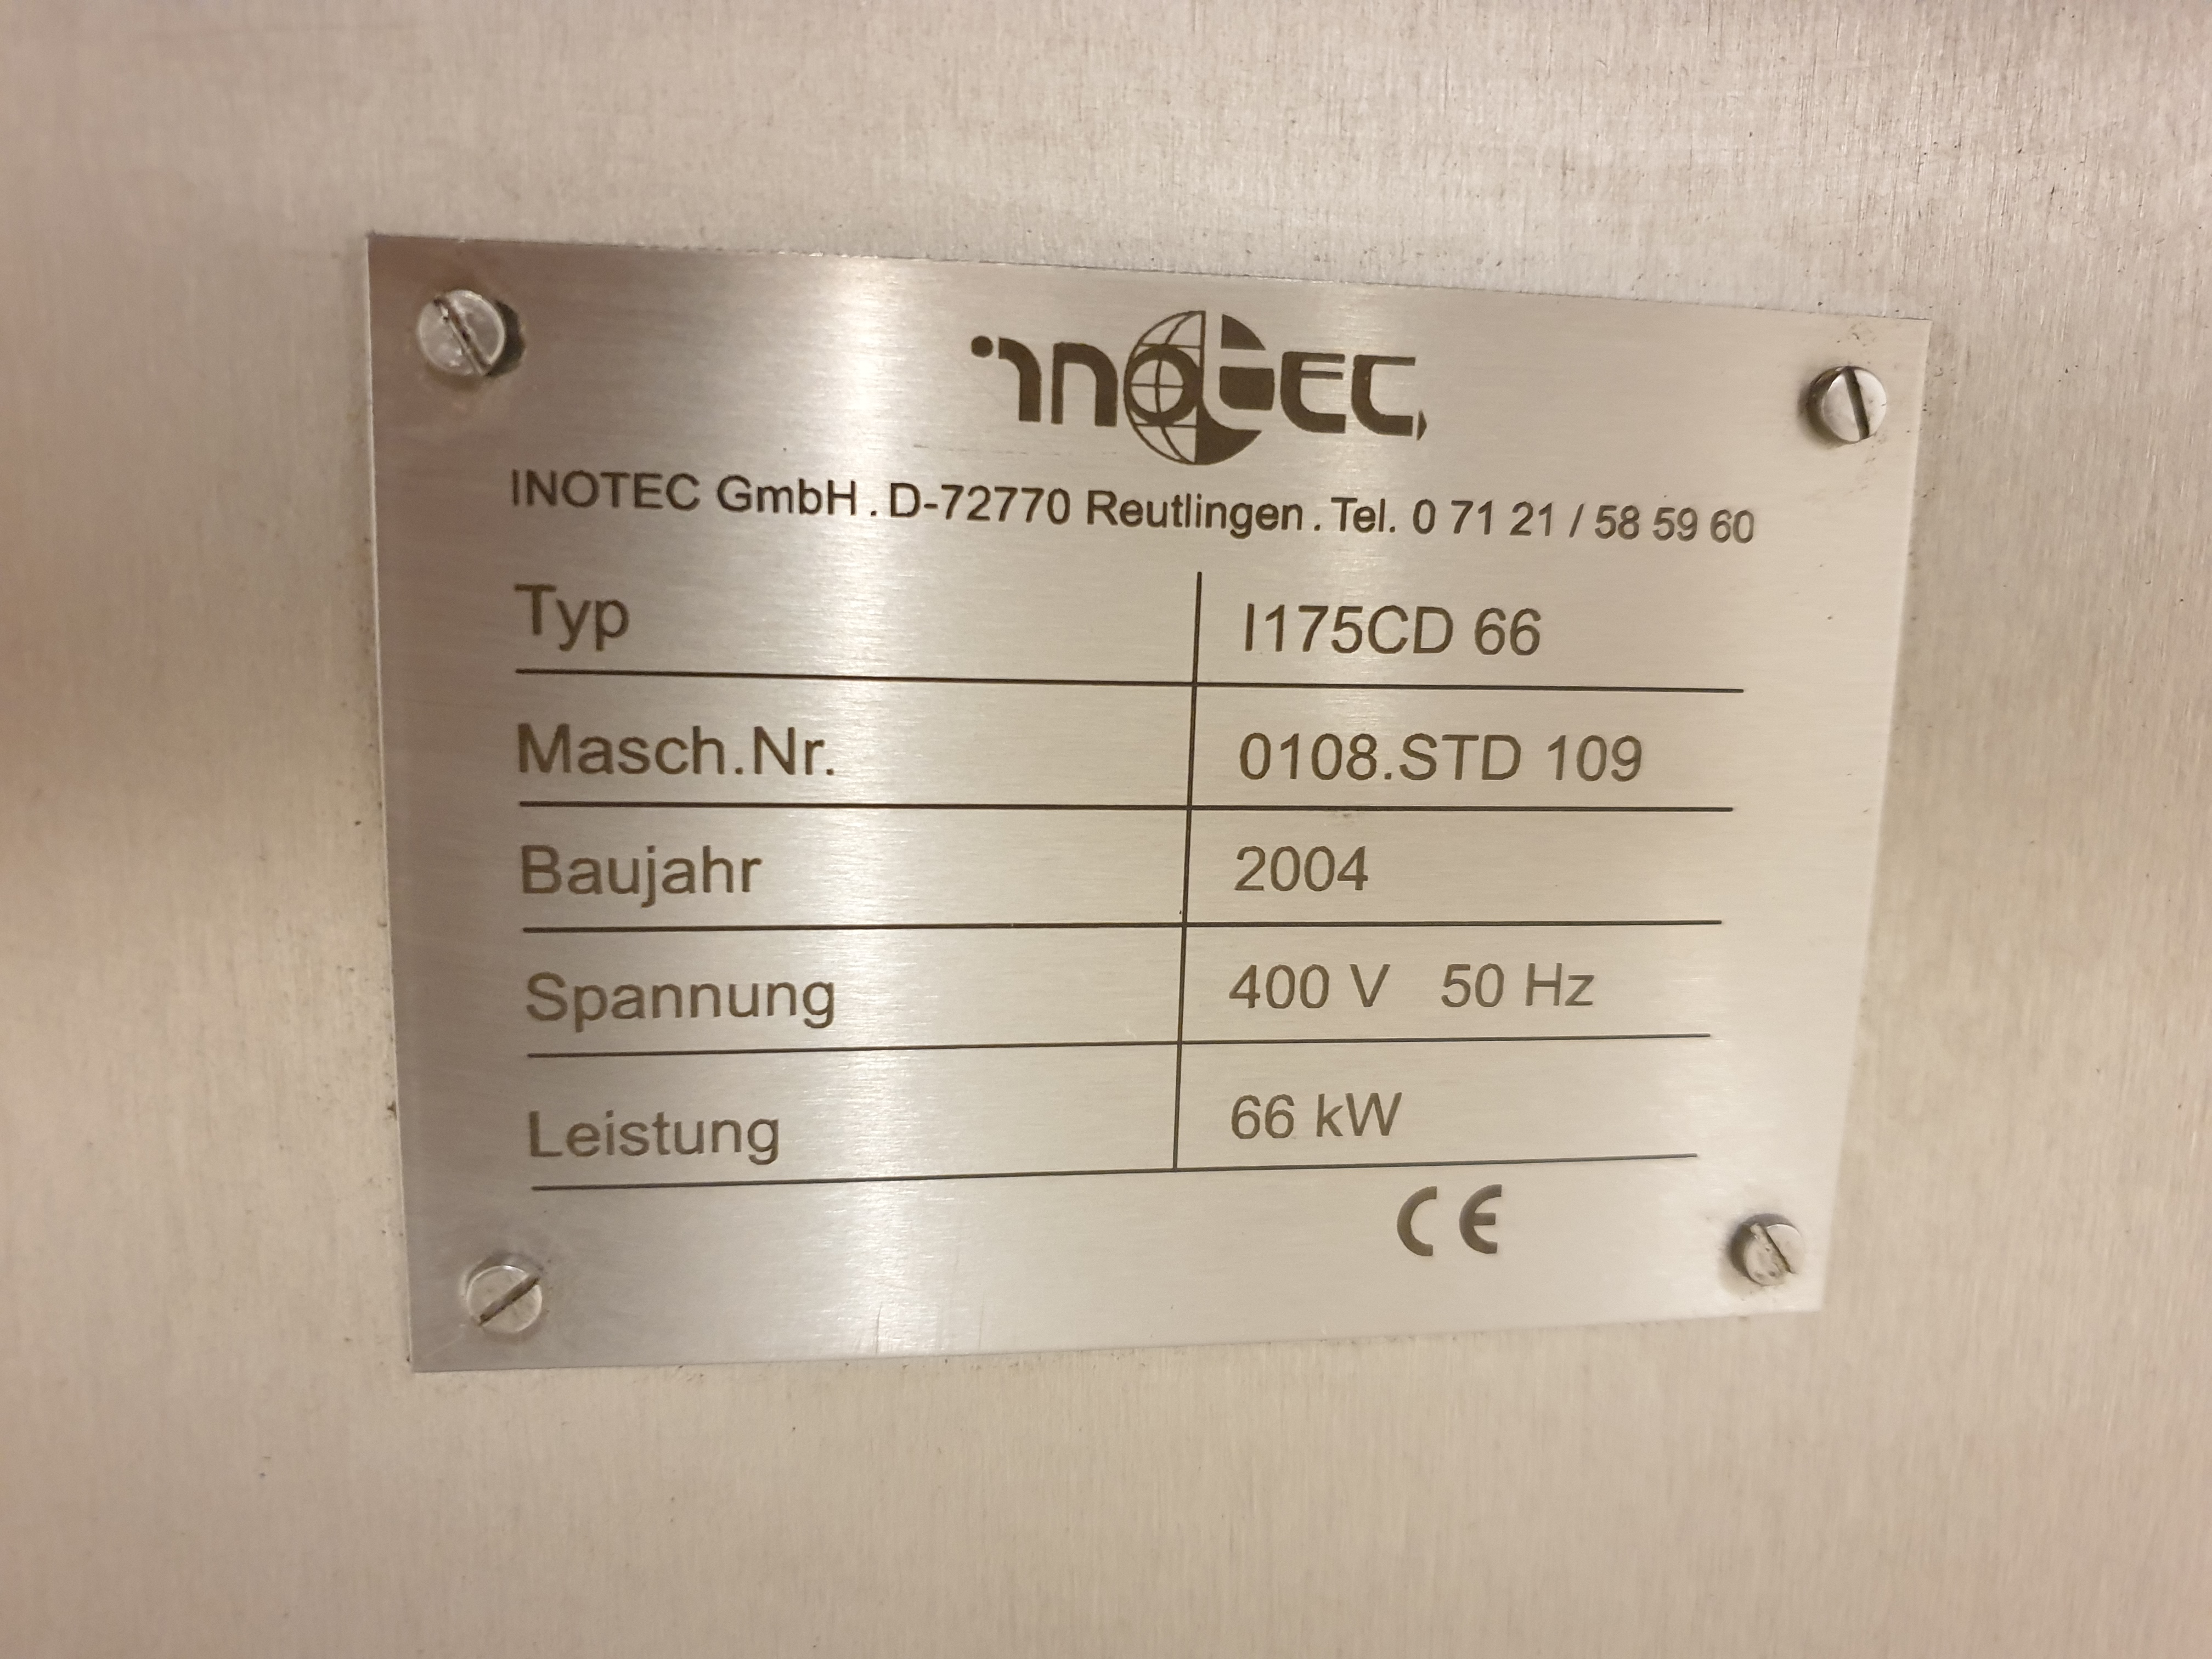 inotec
INOTEC GmbH . D-72770 Reutlingen . Tel. 0 71 21 / 58 59 60
Typ I175CD 66
Masch.Nr. 0108.STD 109
Baujahr 2004
Spannung 400 V 50 Hz
Leistung 66 kW
CE